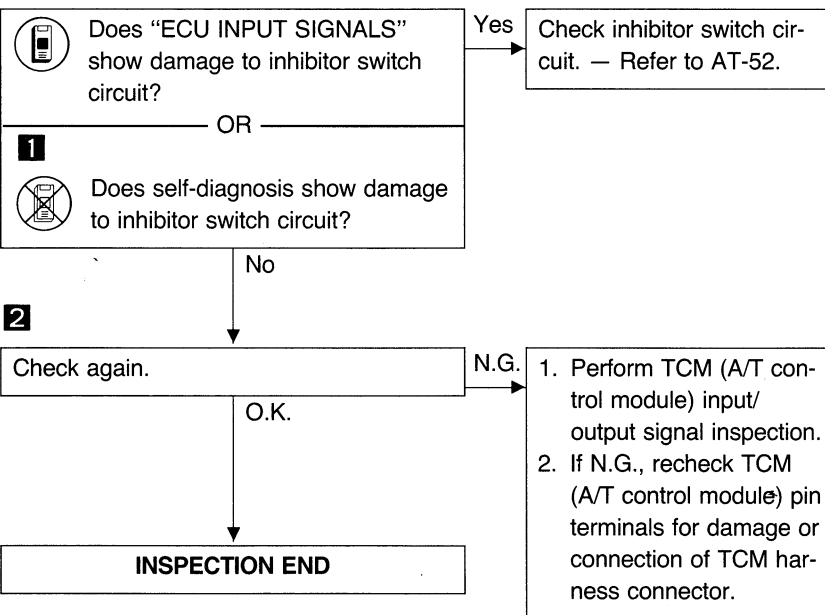 Does “ECU INPUT SIGNALS”
show damage to inhibitor switch
circuit?
Yes
Check inhibitor switch cir-
cuit. — Refer to AT-52.
OR
1
Does self-diagnosis show damage
to inhibitor switch circuit?
No
2
Check again.
N.G.
1. Perform TCM (A/T con-
trol module) input/
output signal inspection.
2. If N.G., recheck TCM
(A/T control module) pin
terminals for damage or
connection of TCM har-
ness connector.
O.K.
INSPECTION END